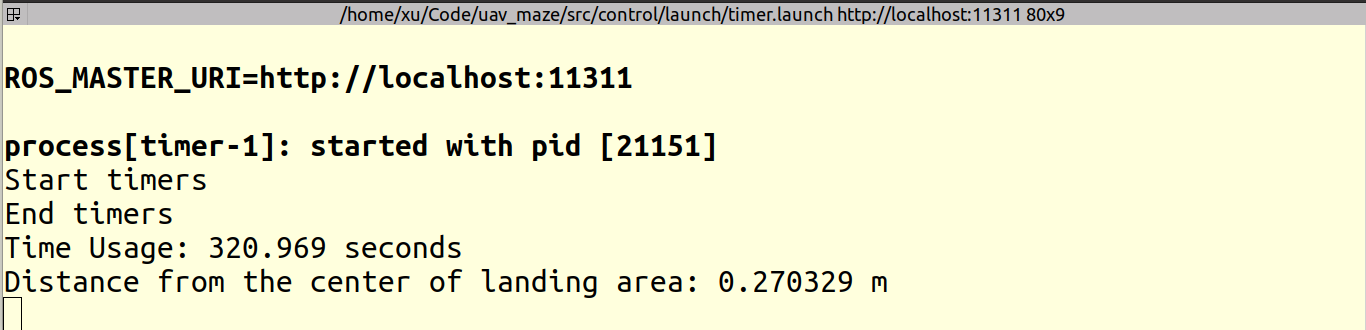 /home/xu/Code/uav_maze/src/control/launch/timer.launch http://localhost:11311 80x9
ROS_MASTER_URI=http://localhost:11311
process[timer-1]: started with pid [21151]
Start timers
End timers
Time Usage: 320.969 seconds
Distance from the center of landing area: 0.270329 m